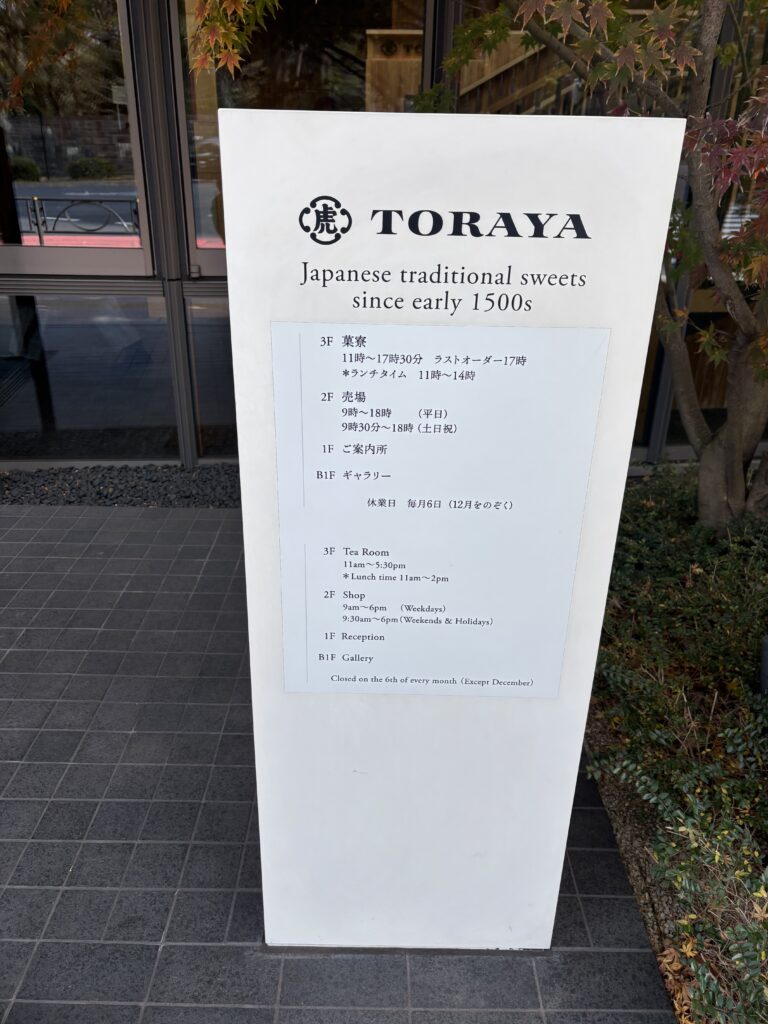 TORAYA
虎 TORAYA
Japanese traditional sweets
since early 1500s
3F 菓寮
11時～17時30分 ラストオーダー17時
*ランチタイム 11時～14時
2F 売場
9時～18時 （平日）
9時30分～18時（土日祝）
1F ご案内所
B1F ギャラリー
休業日 毎月6日（12月をのぞく）
3F Tea Room
11am～5:30pm
*Lunch time 11am～2pm
2F Shop
9am～6pm （Weekdays）
9:30am～6pm（Weekends & Holidays）
1F Reception
B1F Gallery
Closed on the 6th of every month（Except December）